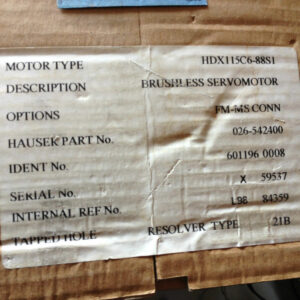 MOTOR TYPE HDX115C6-88S1
DESCRIPTION BRUSHLESS SERVOMOTOR
OPTIONS FM-MS CONN
HAUSER PART No. 026-542400
IDENT No. 601196 0008
SERIAL No. X 59537
INTERNAL REF No. L98 84359
TAPPED HOLE RESOLVER TYPE 21B